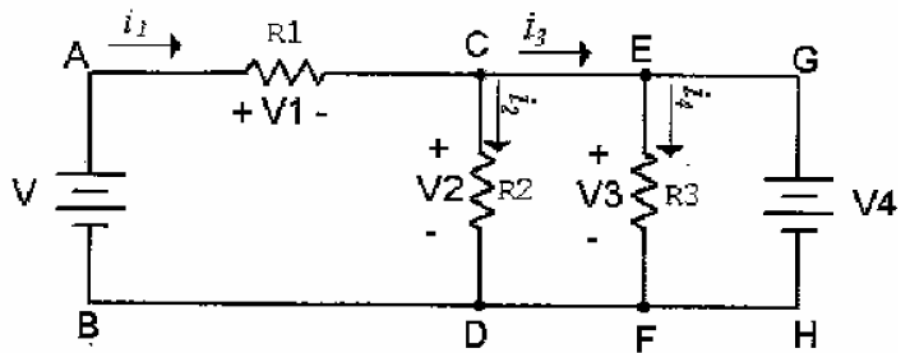 i₁ R1 C i₃ E
A G
+ V1 - i₂ i₄
+ +
V V2 R2 V3 R3 V4
- -
B D F H